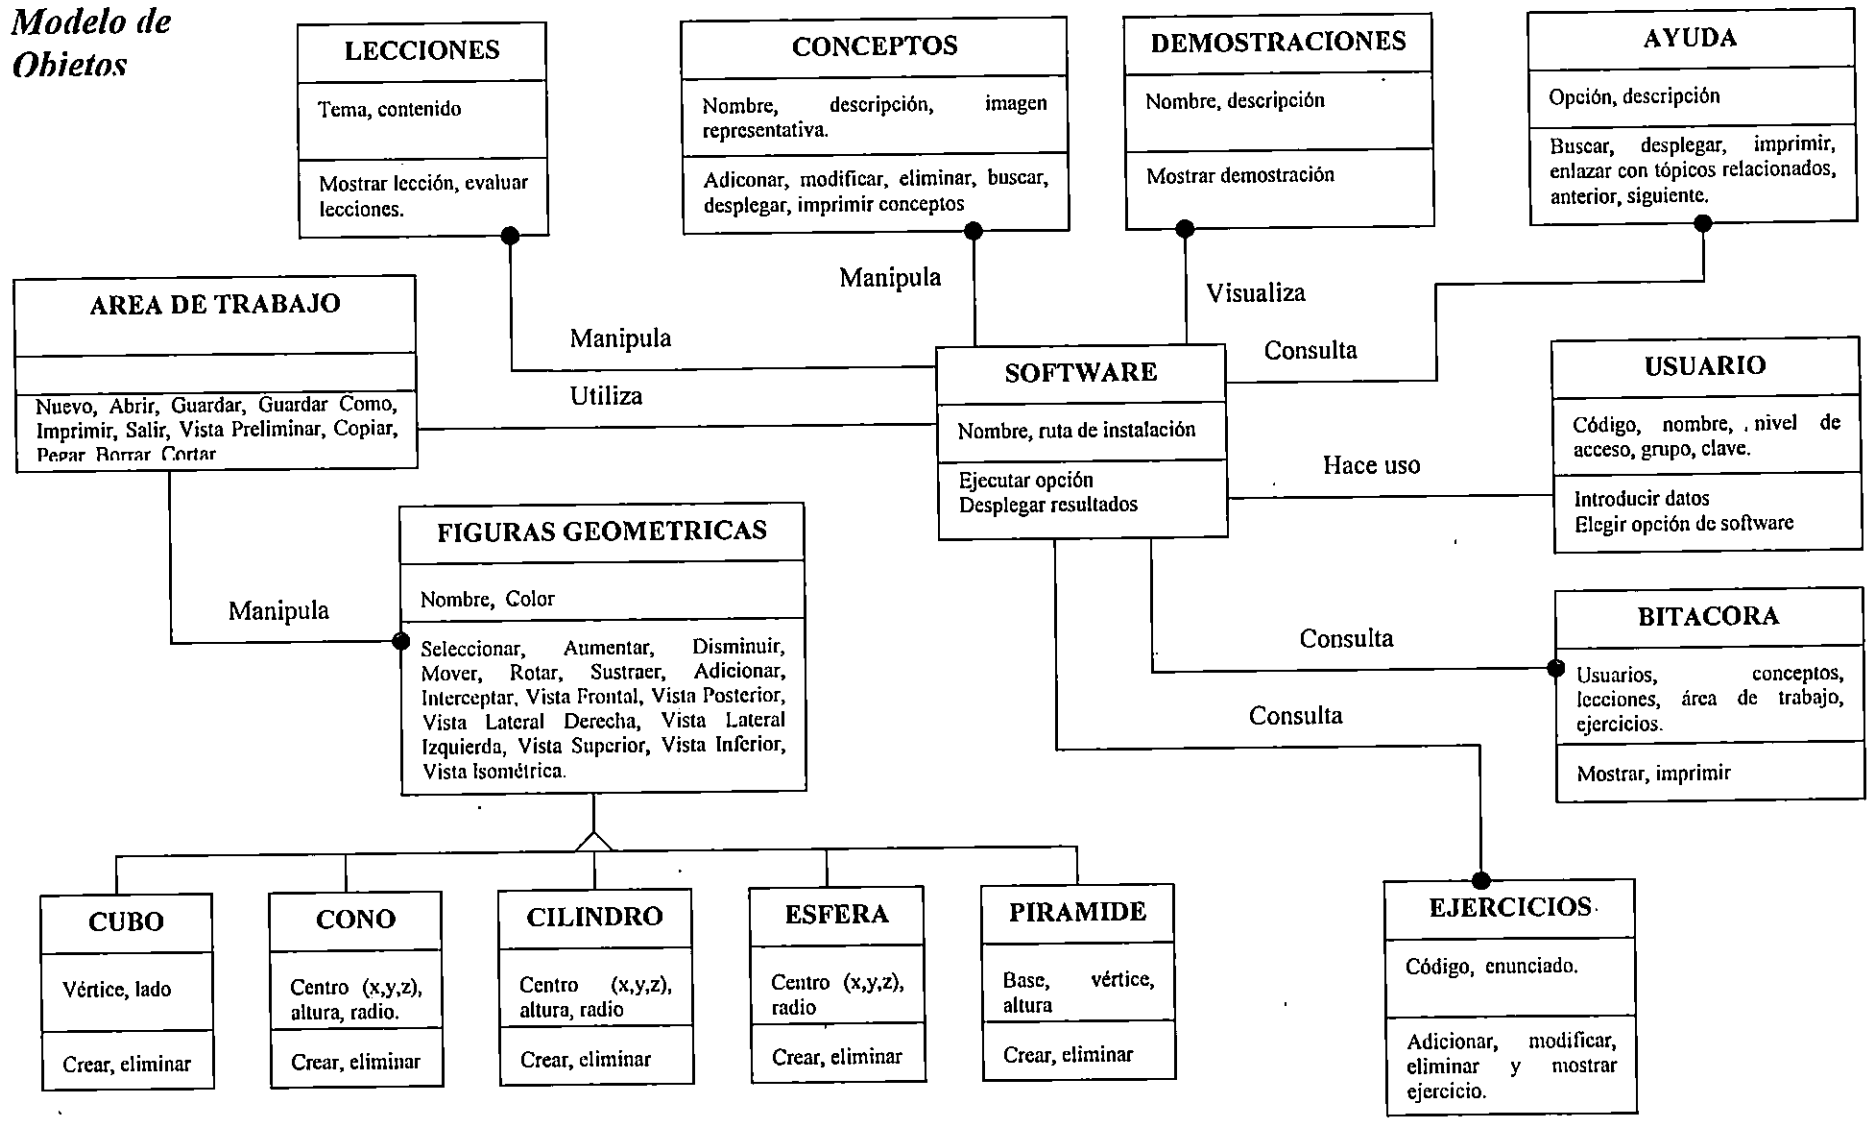 Modelo de
Objetos
LECCIONES
Tema, contenido
Mostrar lección, evaluar
lecciones.
CONCEPTOS
Nombre, descripción, imagen
representativa.
Adiconar, modificar, eliminar, buscar,
desplegar, imprimir conceptos
DEMOSTRACIONES
Nombre, descripción
Mostrar demostración
AYUDA
Opción, descripción
Buscar, desplegar, imprimir,
enlazar con tópicos relacionados,
anterior, siguiente.
Manipula
Visualiza
Manipula
Consulta
Utiliza
AREA DE TRABAJO
Nuevo, Abrir, Guardar, Guardar Como,
Imprimir, Salir, Vista Preliminar, Copiar,
Pegar, Borrar, Cortar
SOFTWARE
Nombre, ruta de instalación
Ejecutar opción
Desplegar resultados
USUARIO
Código, nombre, nivel de
acceso, grupo, clave.
Introducir datos
Elegir opción de software
Hace uso
Manipula
FIGURAS GEOMETRICAS
Nombre, Color
Seleccionar, Aumentar, Disminuir,
Mover, Rotar, Sustraer, Adicionar,
Interceptar, Vista Frontal, Vista Posterior,
Vista Lateral Derecha, Vista Lateral
Izquierda, Vista Superior, Vista Inferior,
Vista Isométrica.
Consulta
Consulta
BITACORA
Usuarios, conceptos,
lecciones, área de trabajo,
ejercicios.
Mostrar, imprimir
CUBO
Vértice, lado
Crear, eliminar
CONO
Centro (x,y,z),
altura, radio.
Crear, eliminar
CILINDRO
Centro (x,y,z),
altura, radio
Crear, eliminar
ESFERA
Centro (x,y,z),
radio
Crear, eliminar
PIRAMIDE
Base, vértice,
altura
Crear, eliminar
EJERCICIOS
Código, enunciado.
Adicionar, modificar,
eliminar y mostrar
ejercicio.